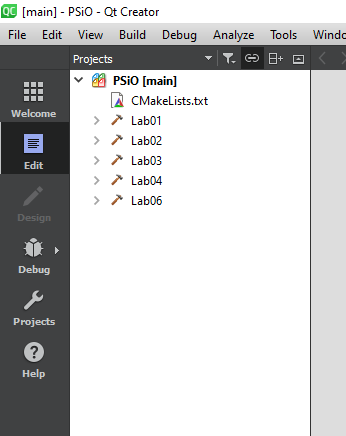 QC [main] - PSiO - Qt Creator
File Edit View Build Debug Analyze Tools Windo
Projects
PSiO [main]
CMakeLists.txt
Lab01
Lab02
Lab03
Lab04
Lab06
Welcome
Edit
Design
Debug
Projects
Help